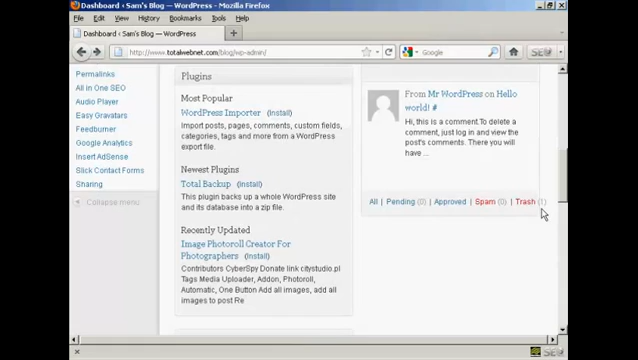 Dashboard ‹ Sam's Blog — WordPress - Mozilla Firefox
File Edit View History Bookmarks Tools Help
Dashboard ‹ Sam's Blog — WordPress +
http://www.totalwebnet.com/blog/wp-admin/
Google
SEO
Permalinks
All in One SEO
Audio Player
Easy Gravatars
Feedburner
Google Analytics
Insert AdSense
Slick Contact Forms
Sharing
Collapse menu
Plugins
Most Popular
WordPress Importer (Install)
Import posts, pages, comments, custom fields,
categories, tags and more from a WordPress
export file.
Newest Plugins
Total Backup (Install)
This plugin backs up a whole WordPress site
and its database into a zip file.
Recently Updated
Image Photoroll Creator For
Photographers (Install)
Contributors CyberSpy Donate link citystudio.pl
Tags Media Uploader, Addon, Photoroll,
Automatic, One Button Add all images, add all
images to post Re
From Mr WordPress on Hello
world! #
Hi, this is a comment.To delete a
comment, just log in and view the
post's comments. There you will
have ...
All | Pending (0) | Approved | Spam (0) | Trash (1)